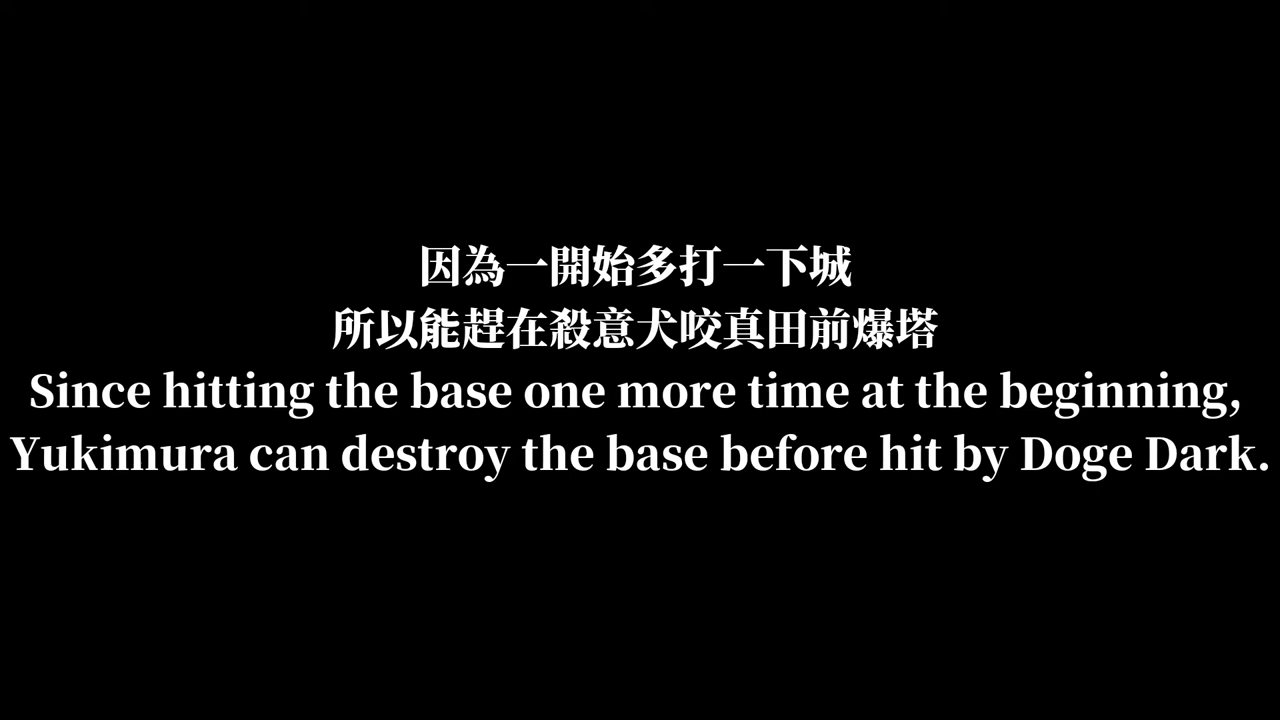 因為一開始多打一下城
所以能趕在殺意犬咬真田前爆塔
Since hitting the base one more time at the beginning,
Yukimura can destroy the base before hit by Doge Dark.